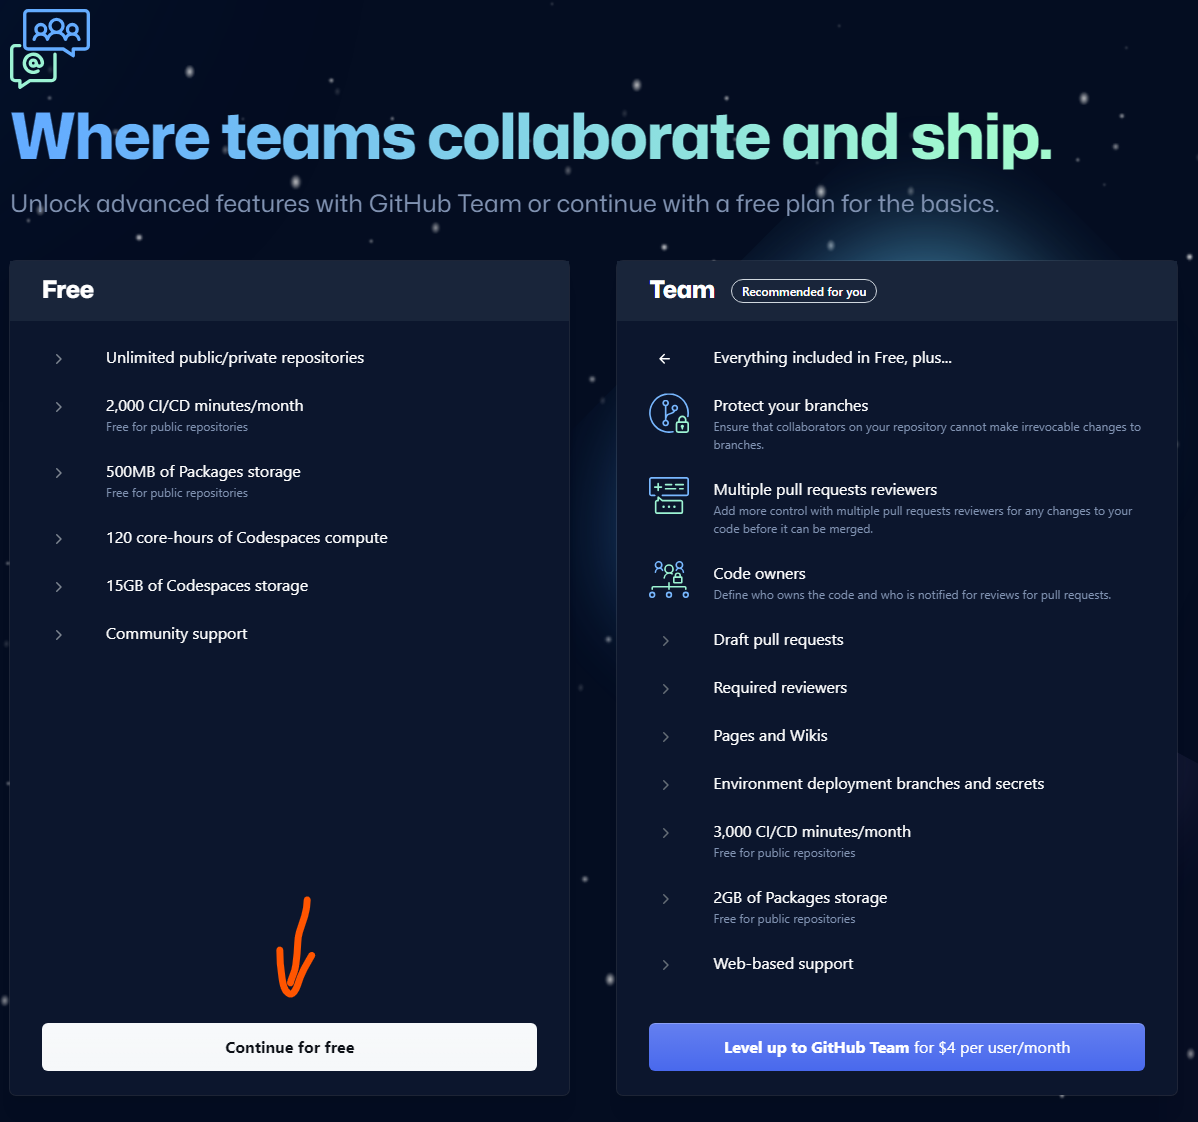 Where teams collaborate and ship.
Unlock advanced features with GitHub Team or continue with a free plan for the basics.
Free
Unlimited public/private repositories
2,000 CI/CD minutes/month
Free for public repositories
500MB of Packages storage
Free for public repositories
120 core-hours of Codespaces compute
15GB of Codespaces storage
Community support
Continue for free
Team
Recommended for you
Everything included in Free, plus...
Protect your branches
Ensure that collaborators on your repository cannot make irrevocable changes to
branches.
Multiple pull requests reviewers
Add more control with multiple pull requests reviewers for any changes to your
code before it can be merged.
Code owners
Define who owns the code and who is notified for reviews for pull requests.
Draft pull requests
Required reviewers
Pages and Wikis
Environment deployment branches and secrets
3,000 CI/CD minutes/month
Free for public repositories
2GB of Packages storage
Free for public repositories
Web-based support
Level up to GitHub Team for $4 per user/month